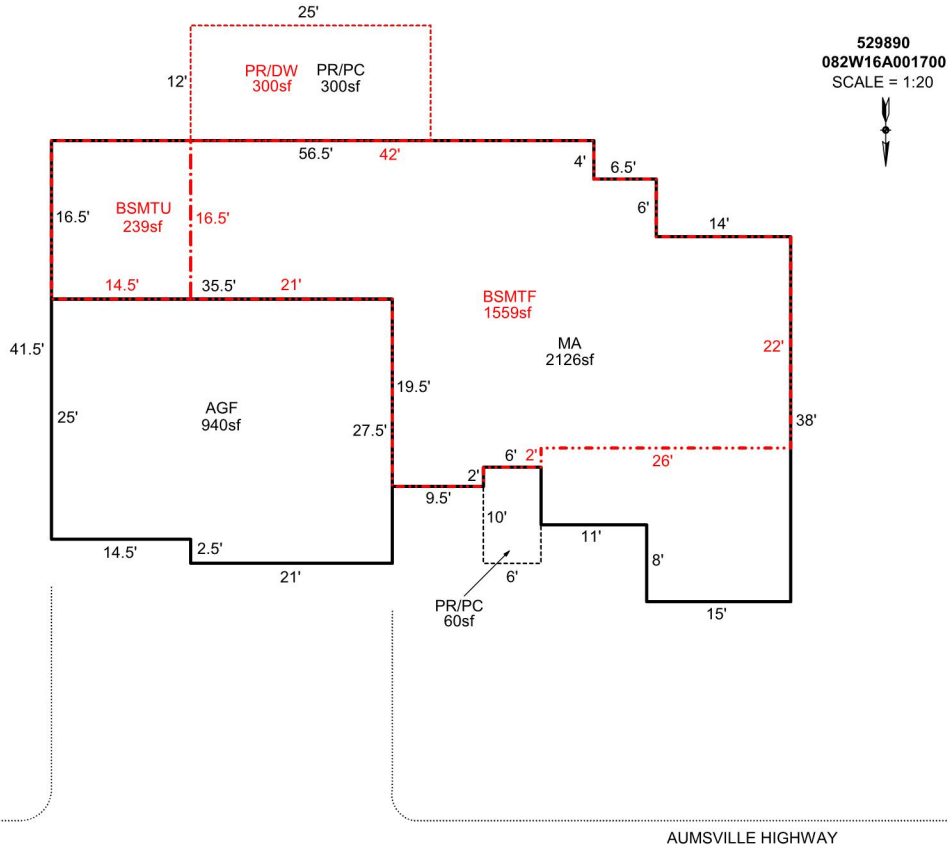 25'
529890
082W16A001700
SCALE = 1:20
12'
PR/DW
300sf
PR/PC
300sf
56.5'
42'
4'
6.5'
6'
14'
16.5'
BSMTU
239sf
16.5'
14.5'
35.5'
21'
BSMTF
1559sf
MA
2126sf
22'
41.5'
19.5'
25'
AGF
940sf
27.5'
38'
6'
2'
26'
2'
9.5'
10'
11'
14.5'
2.5'
21'
6'
8'
PR/PC
60sf
15'
AUMSVILLE HIGHWAY